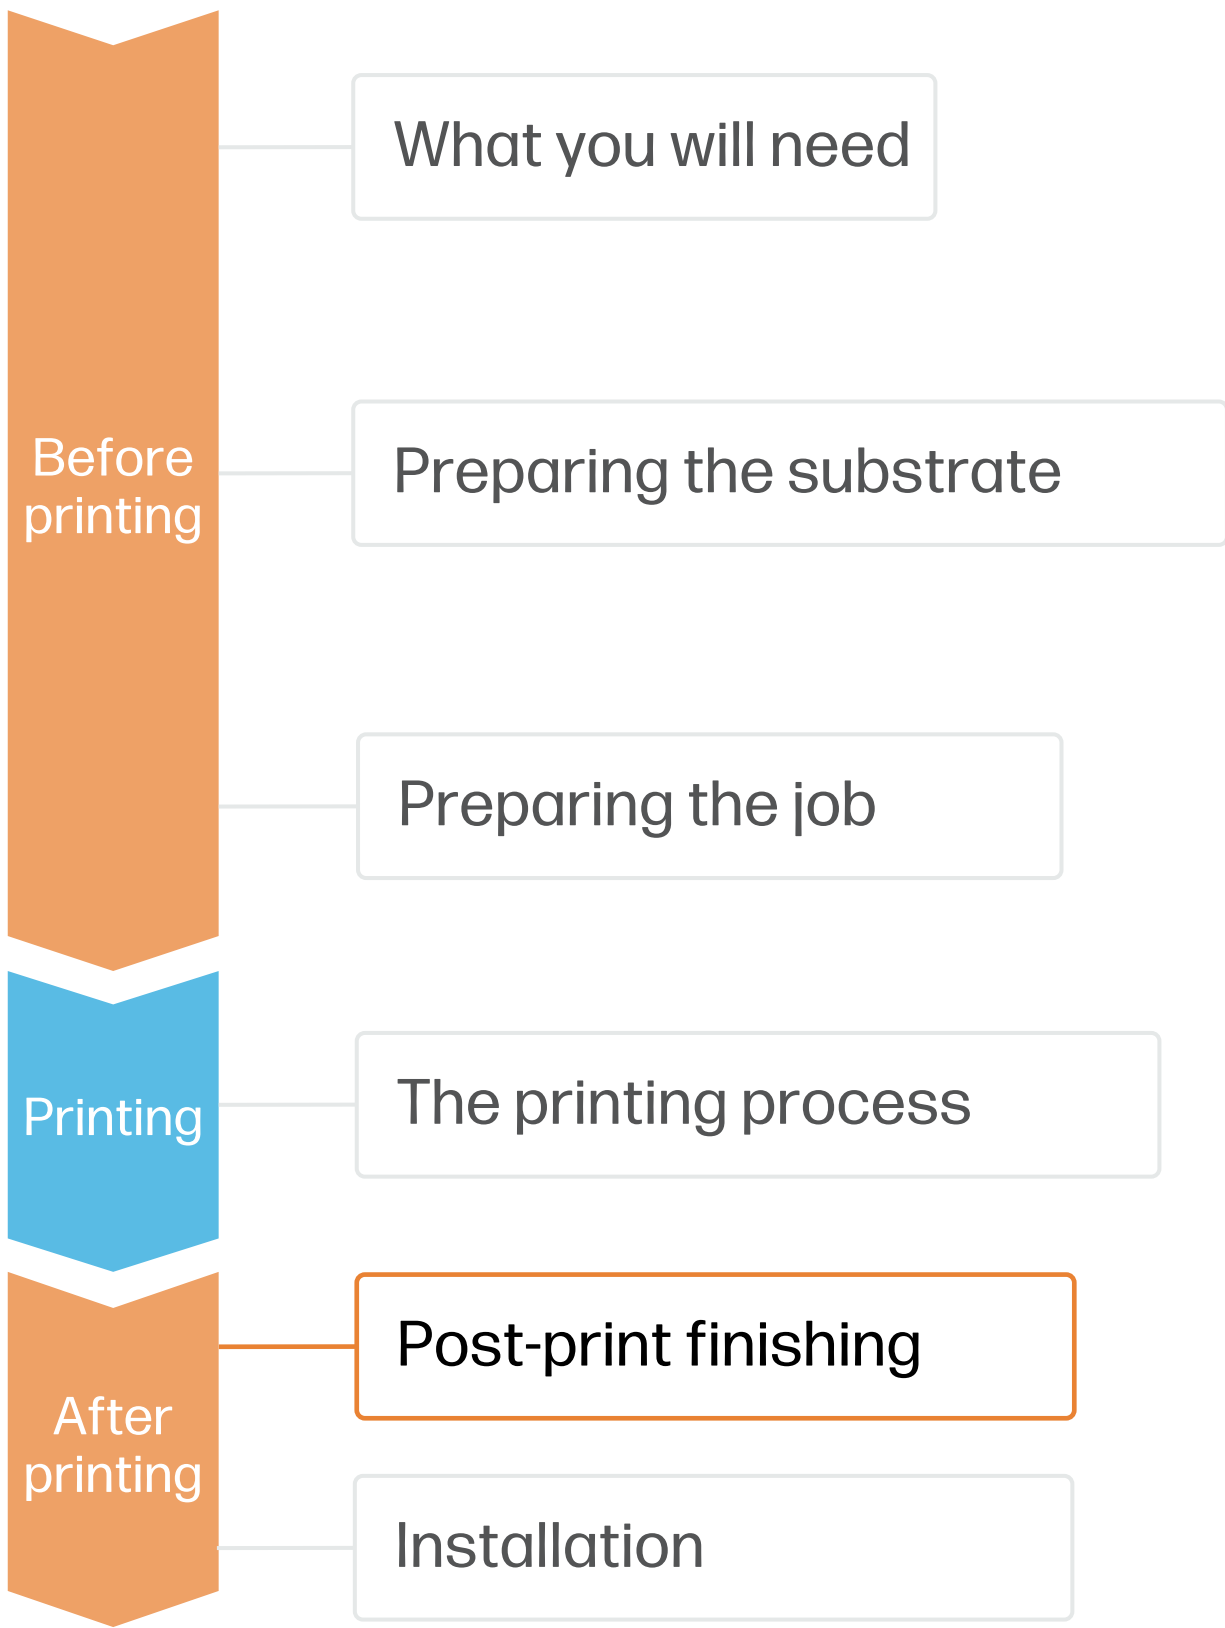 What you will need
Before
printing
Preparing the substrate
Preparing the job
Printing
The printing process
After
printing
Post-print finishing
Installation